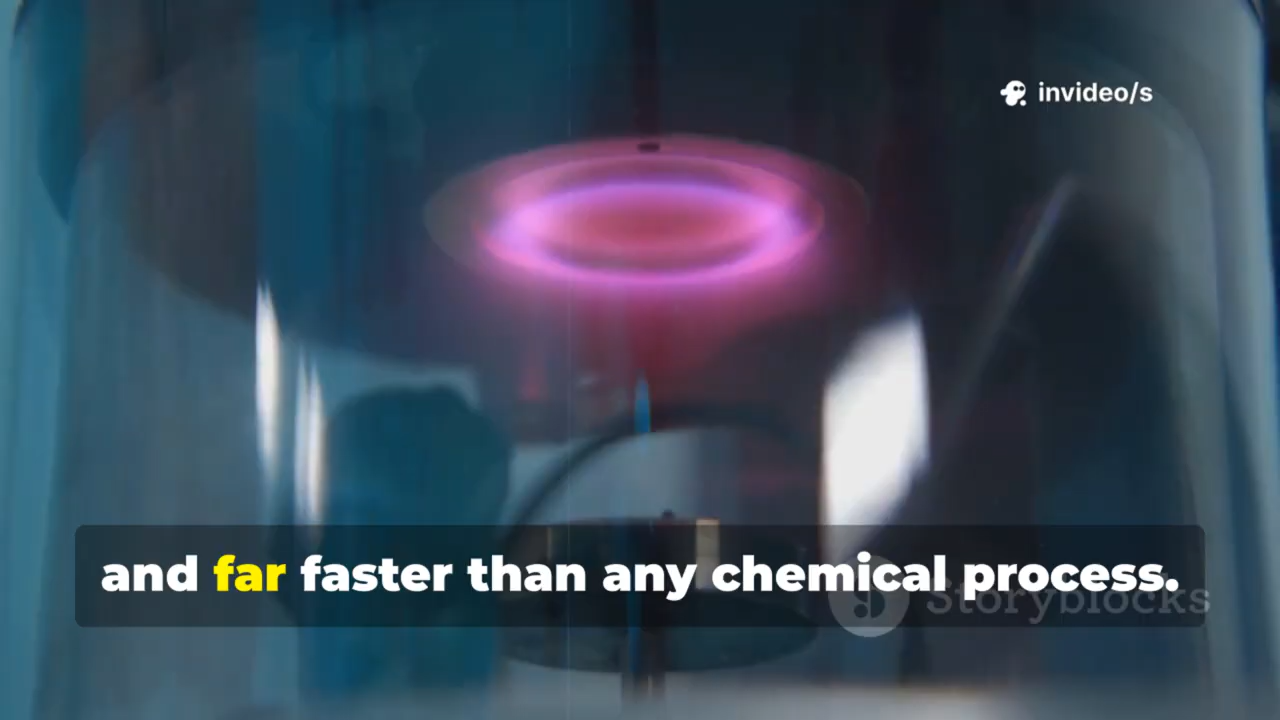 invideo/s
and far faster than any chemical process.
Storyblocks